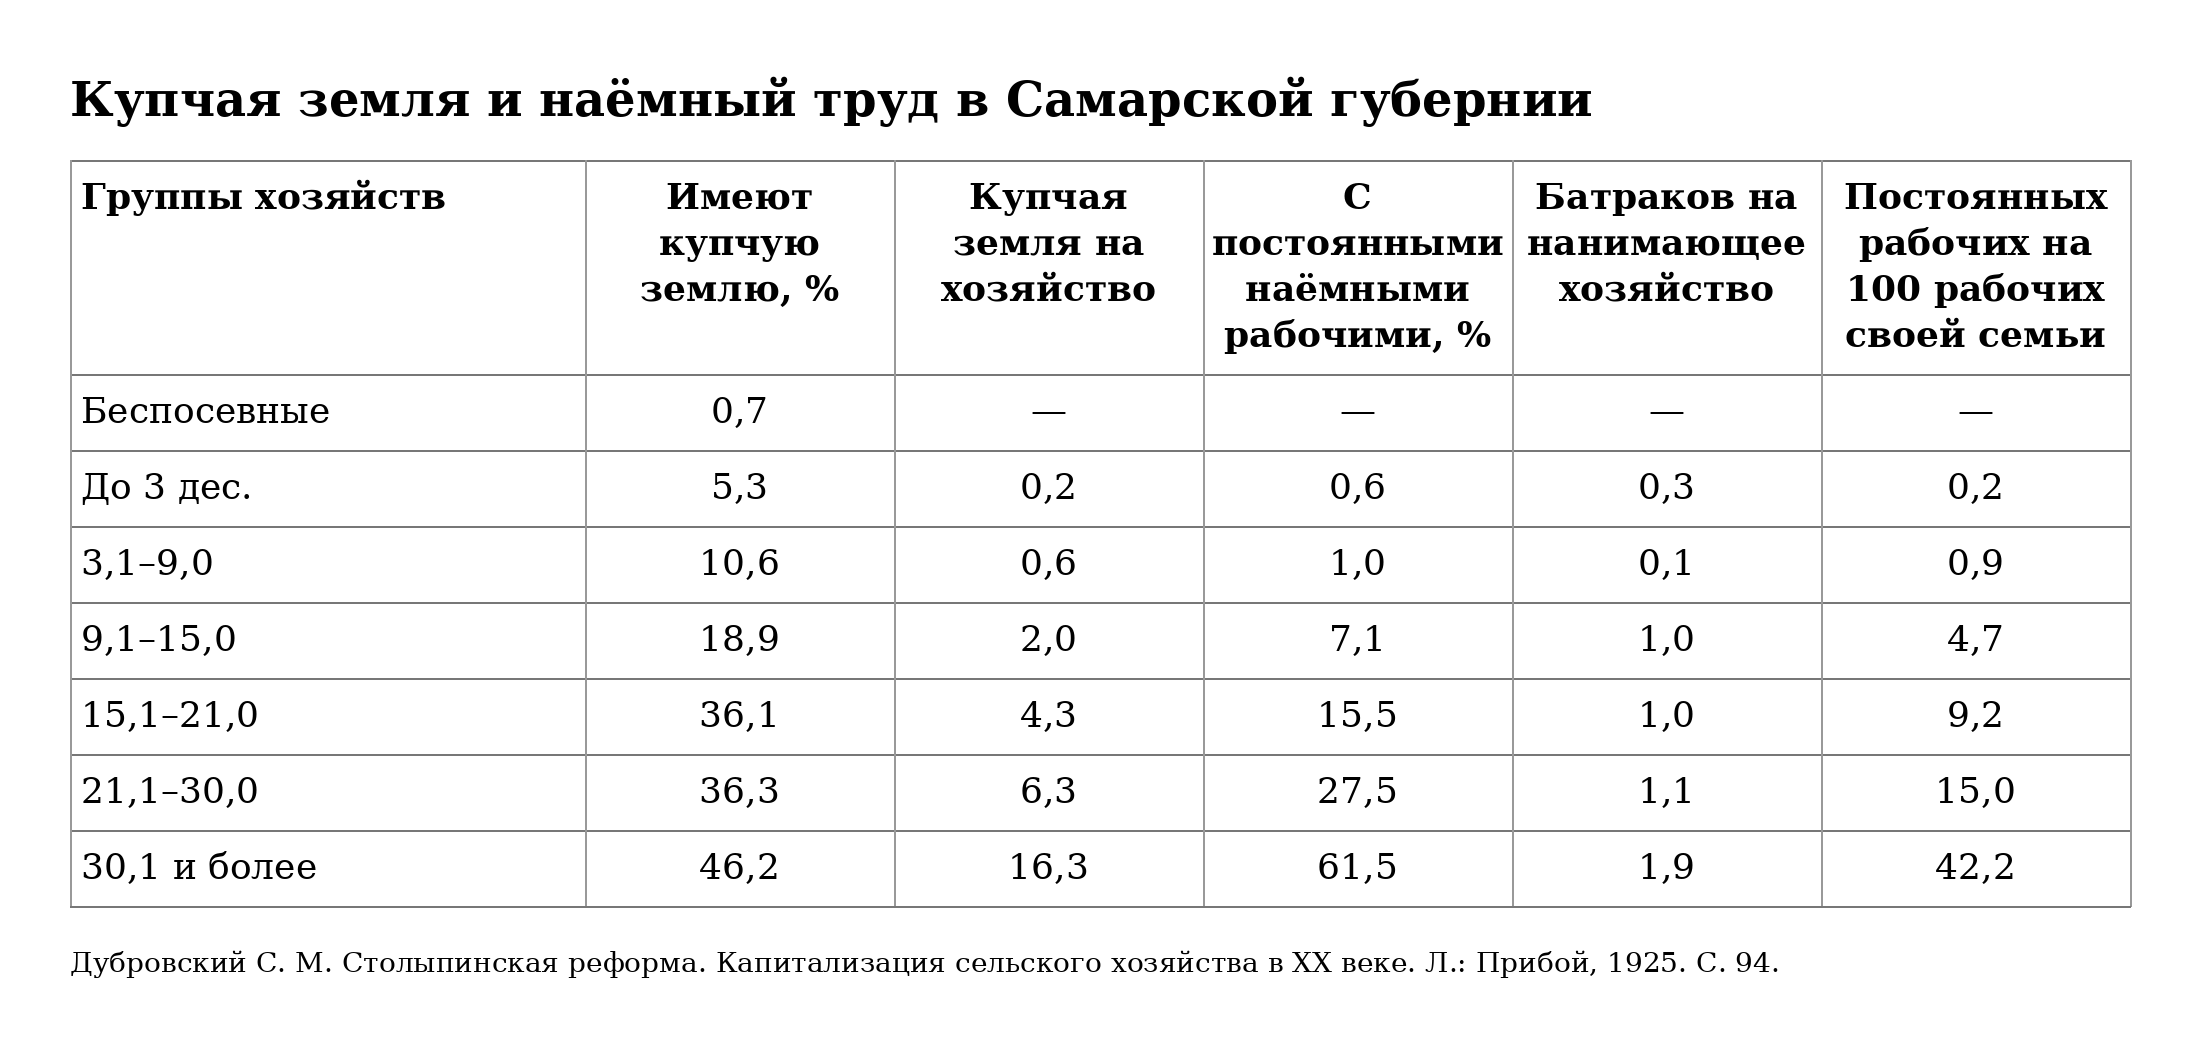 Купчая земля и наёмный труд в Самарской губернии
Группы хозяйств
Имеют
купчую
землю, %
Купчая
земля на
хозяйство
С
постоянными
наёмными
рабочими, %
Батраков на
нанимающее
хозяйство
Постоянных
рабочих на
100 рабочих
своей семьи
Беспосевные 0,7 — — — —
До 3 дес. 5,3 0,2 0,6 0,3 0,2
3,1–9,0 10,6 0,6 1,0 0,1 0,9
9,1–15,0 18,9 2,0 7,1 1,0 4,7
15,1–21,0 36,1 4,3 15,5 1,0 9,2
21,1–30,0 36,3 6,3 27,5 1,1 15,0
30,1 и более 46,2 16,3 61,5 1,9 42,2
Дубровский С. М. Столыпинская реформа. Капитализация сельского хозяйства в XX веке. Л.: Прибой, 1925. С. 94.